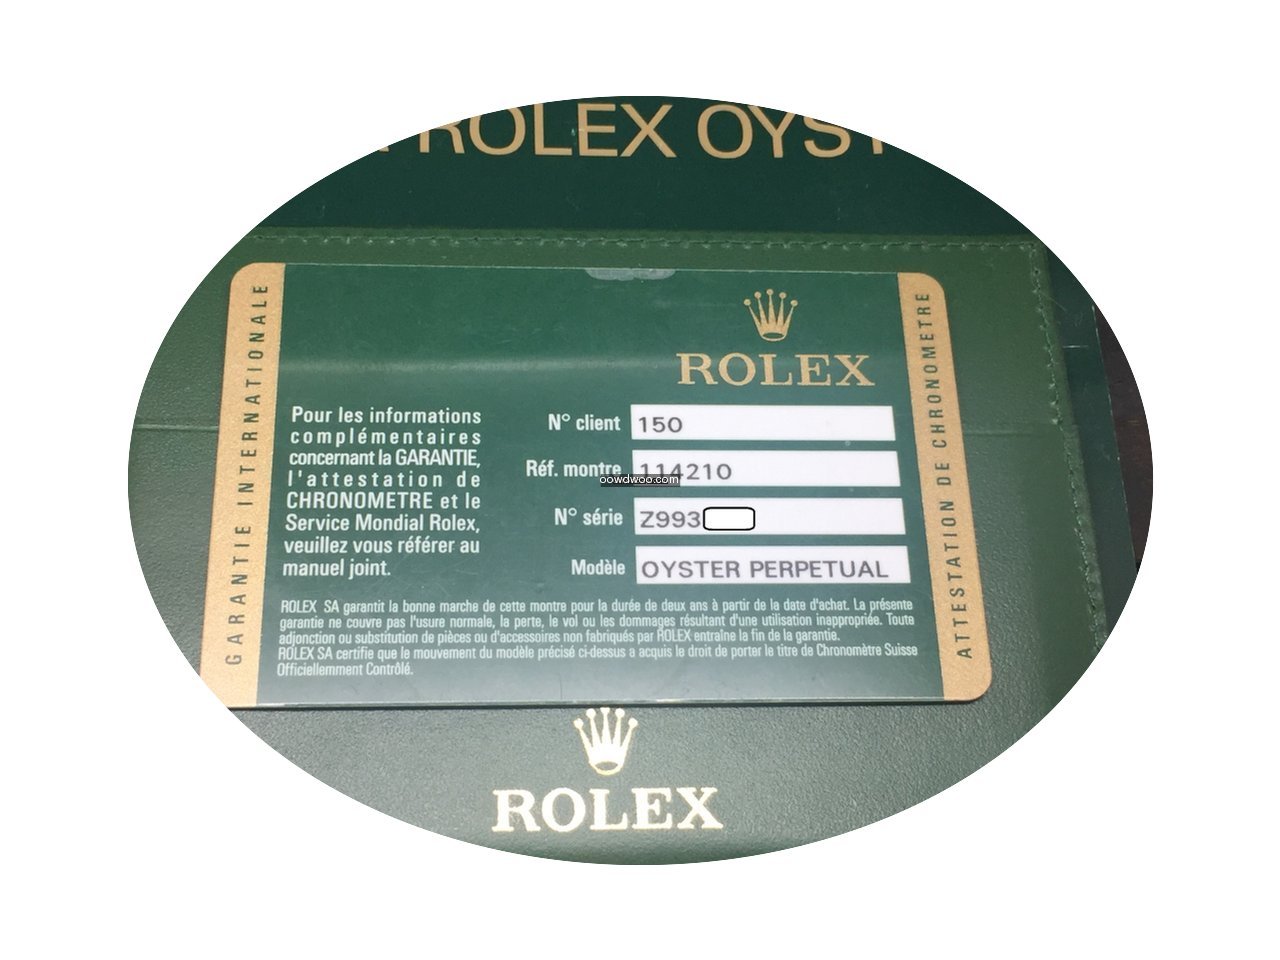 ROLEX OYST
GARANTIE INTERNATIONALE
ROLEX
Pour les informations
complémentaires
concernant la GARANTIE,
l'attestation de
CHRONOMETRE et le
Service Mondial Rolex,
veuillez vous référer au
manuel joint.
N° client 150
Réf. montre 114210
oowdwoo.com
N° série Z993
Modèle OYSTER PERPETUAL
ATTESTATION DE CHRONOMETRE
ROLEX SA garantit la bonne marche de cette montre pour la durée de deux ans à partir de la date d'achat. La présente
garantie ne couvre pas l'usure normale, la perte, le vol ou les dommages résultant d'une utilisation inappropriée. Toute
adjonction ou substitution de pièces ou d'accessoires non fabriqués par ROLEX entraîne la fin de la garantie.
ROLEX SA certifie que le mouvement du modèle précisé ci-dessus a acquis le droit de porter le titre de Chronomètre Suisse
Officiellemment Contrôlé.
ROLEX